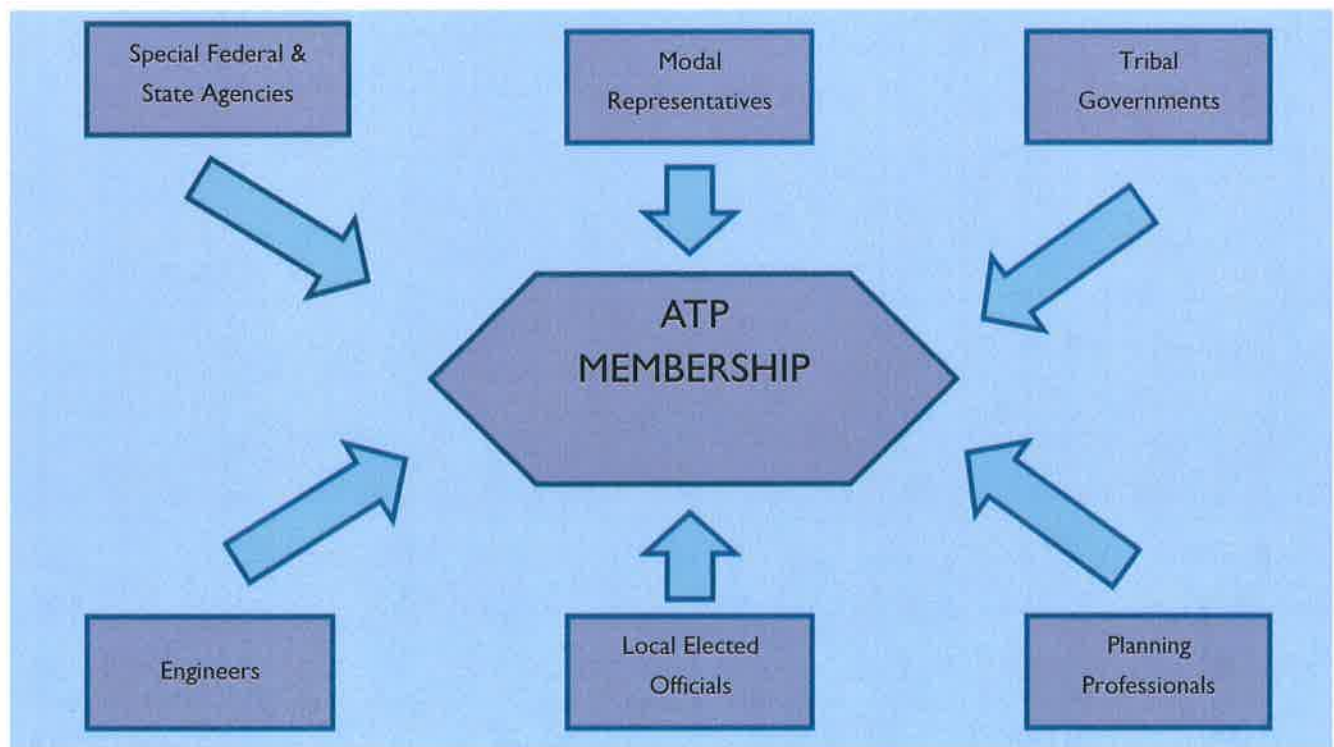 Special Federal &
State Agencies
Modal
Representatives
Tribal
Governments
ATP
MEMBERSHIP
Engineers
Local Elected
Officials
Planning
Professionals